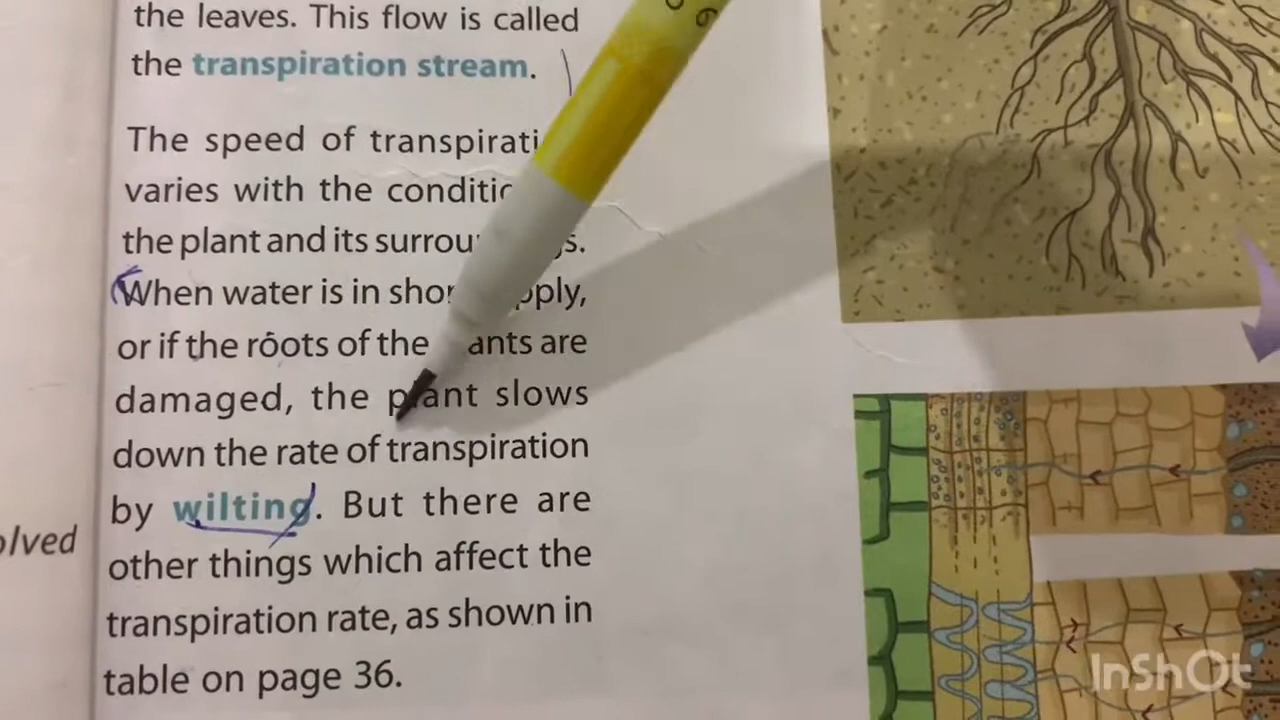 the leaves. This flow is called
the transpiration stream.
The speed of transpirati
varies with the conditic
the plant and its surrou s.
When water is in shor pply,
or if the roots of the ants are
damaged, the plant slows
down the rate of transpiration
by wilting. But there are
other things which affect the
transpiration rate, as shown in
table on page 36.
olved
InShOt